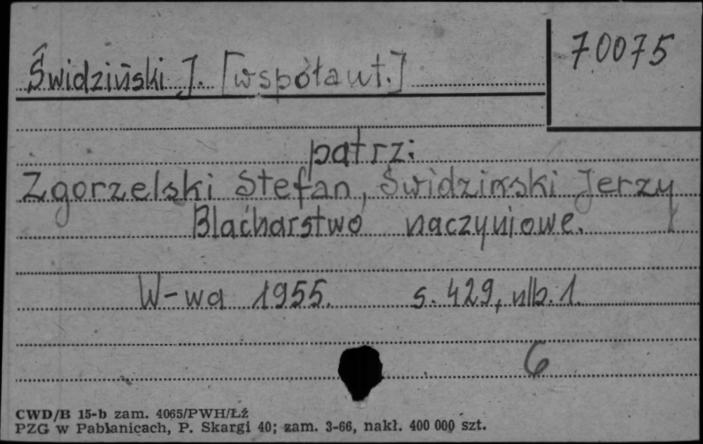 Świdziński J. [współaut.]
70075
patrz:
Zgorzelski Stefan, Świdziński Jerzy
Blacharstwo naczyniowe.
W-wa 1955. s. 429, nlb. 1.
6
CWD/B 15-b zam. 4065/PWH/Łź
PZG w Pabianicach, P. Skargi 40; zam. 3-66, nakł. 400 000 szt.